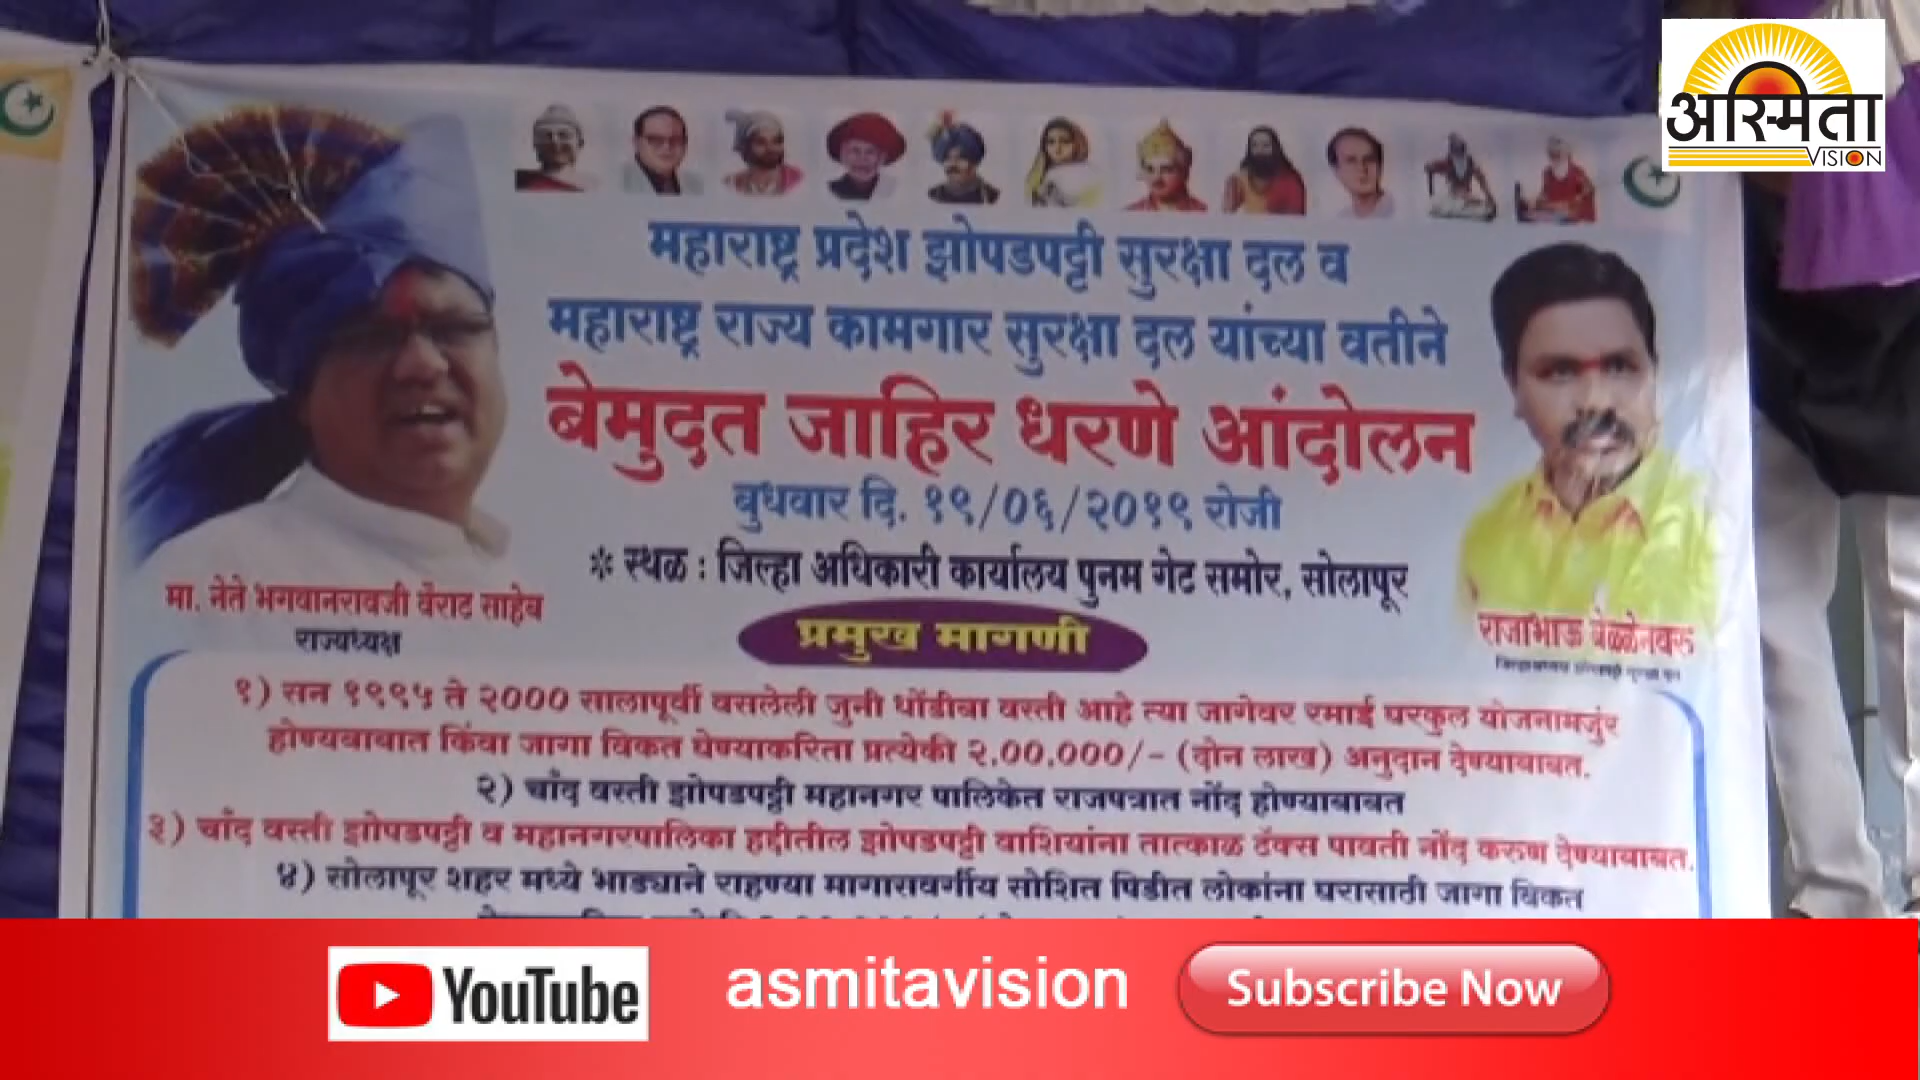 अस्मिता
VISION
महाराष्ट्र प्रदेश झोपडपट्टी सुरक्षा दल व
महाराष्ट्र राज्य कामगार सुरक्षा दल यांच्या वतीने
बेमुदत जाहिर धरणे आंदोलन
बुधवार दि. १९/०६/२०१९ रोजी
* स्थळ : जिल्हा अधिकारी कार्यालय पुनम गेट समोर, सोलापूर
मा. नेते भगवानरावजी वैराट साहेब
राज्यध्यक्ष
राजाभाऊ बेळ्ळेनवरु
प्रमुख मागणी
१) सन १९९५ ते २००० सालापूर्वी वसलेली जुनी धोंडीबा वस्ती आहे त्या जागेवर रमाई घरकुल योजनामजुंर
होण्याबाबात किंवा जागा विकत घेण्याकरिता प्रत्येकी २,००,०००/- (दोन लाख) अनुदान देण्याबाबत.
२) चाँद वस्ती झोपडपट्टी महानगर पालिकेत राजपत्रात नोंद होण्याबाबत
३) चाँद वस्ती झोपडपट्टी व महानगरपालिका हद्दीतील झोपडपट्टी वाशियांना तात्काळ टॅक्स पावती नोंद करुण देण्याबाबत.
४) सोलापूर शहर मध्ये भाड्याने राहण्या मागासवर्गीय सोशित पिडीत लोकांना घरासाठी जागा विकत
YouTube
asmitavision
Subscribe Now